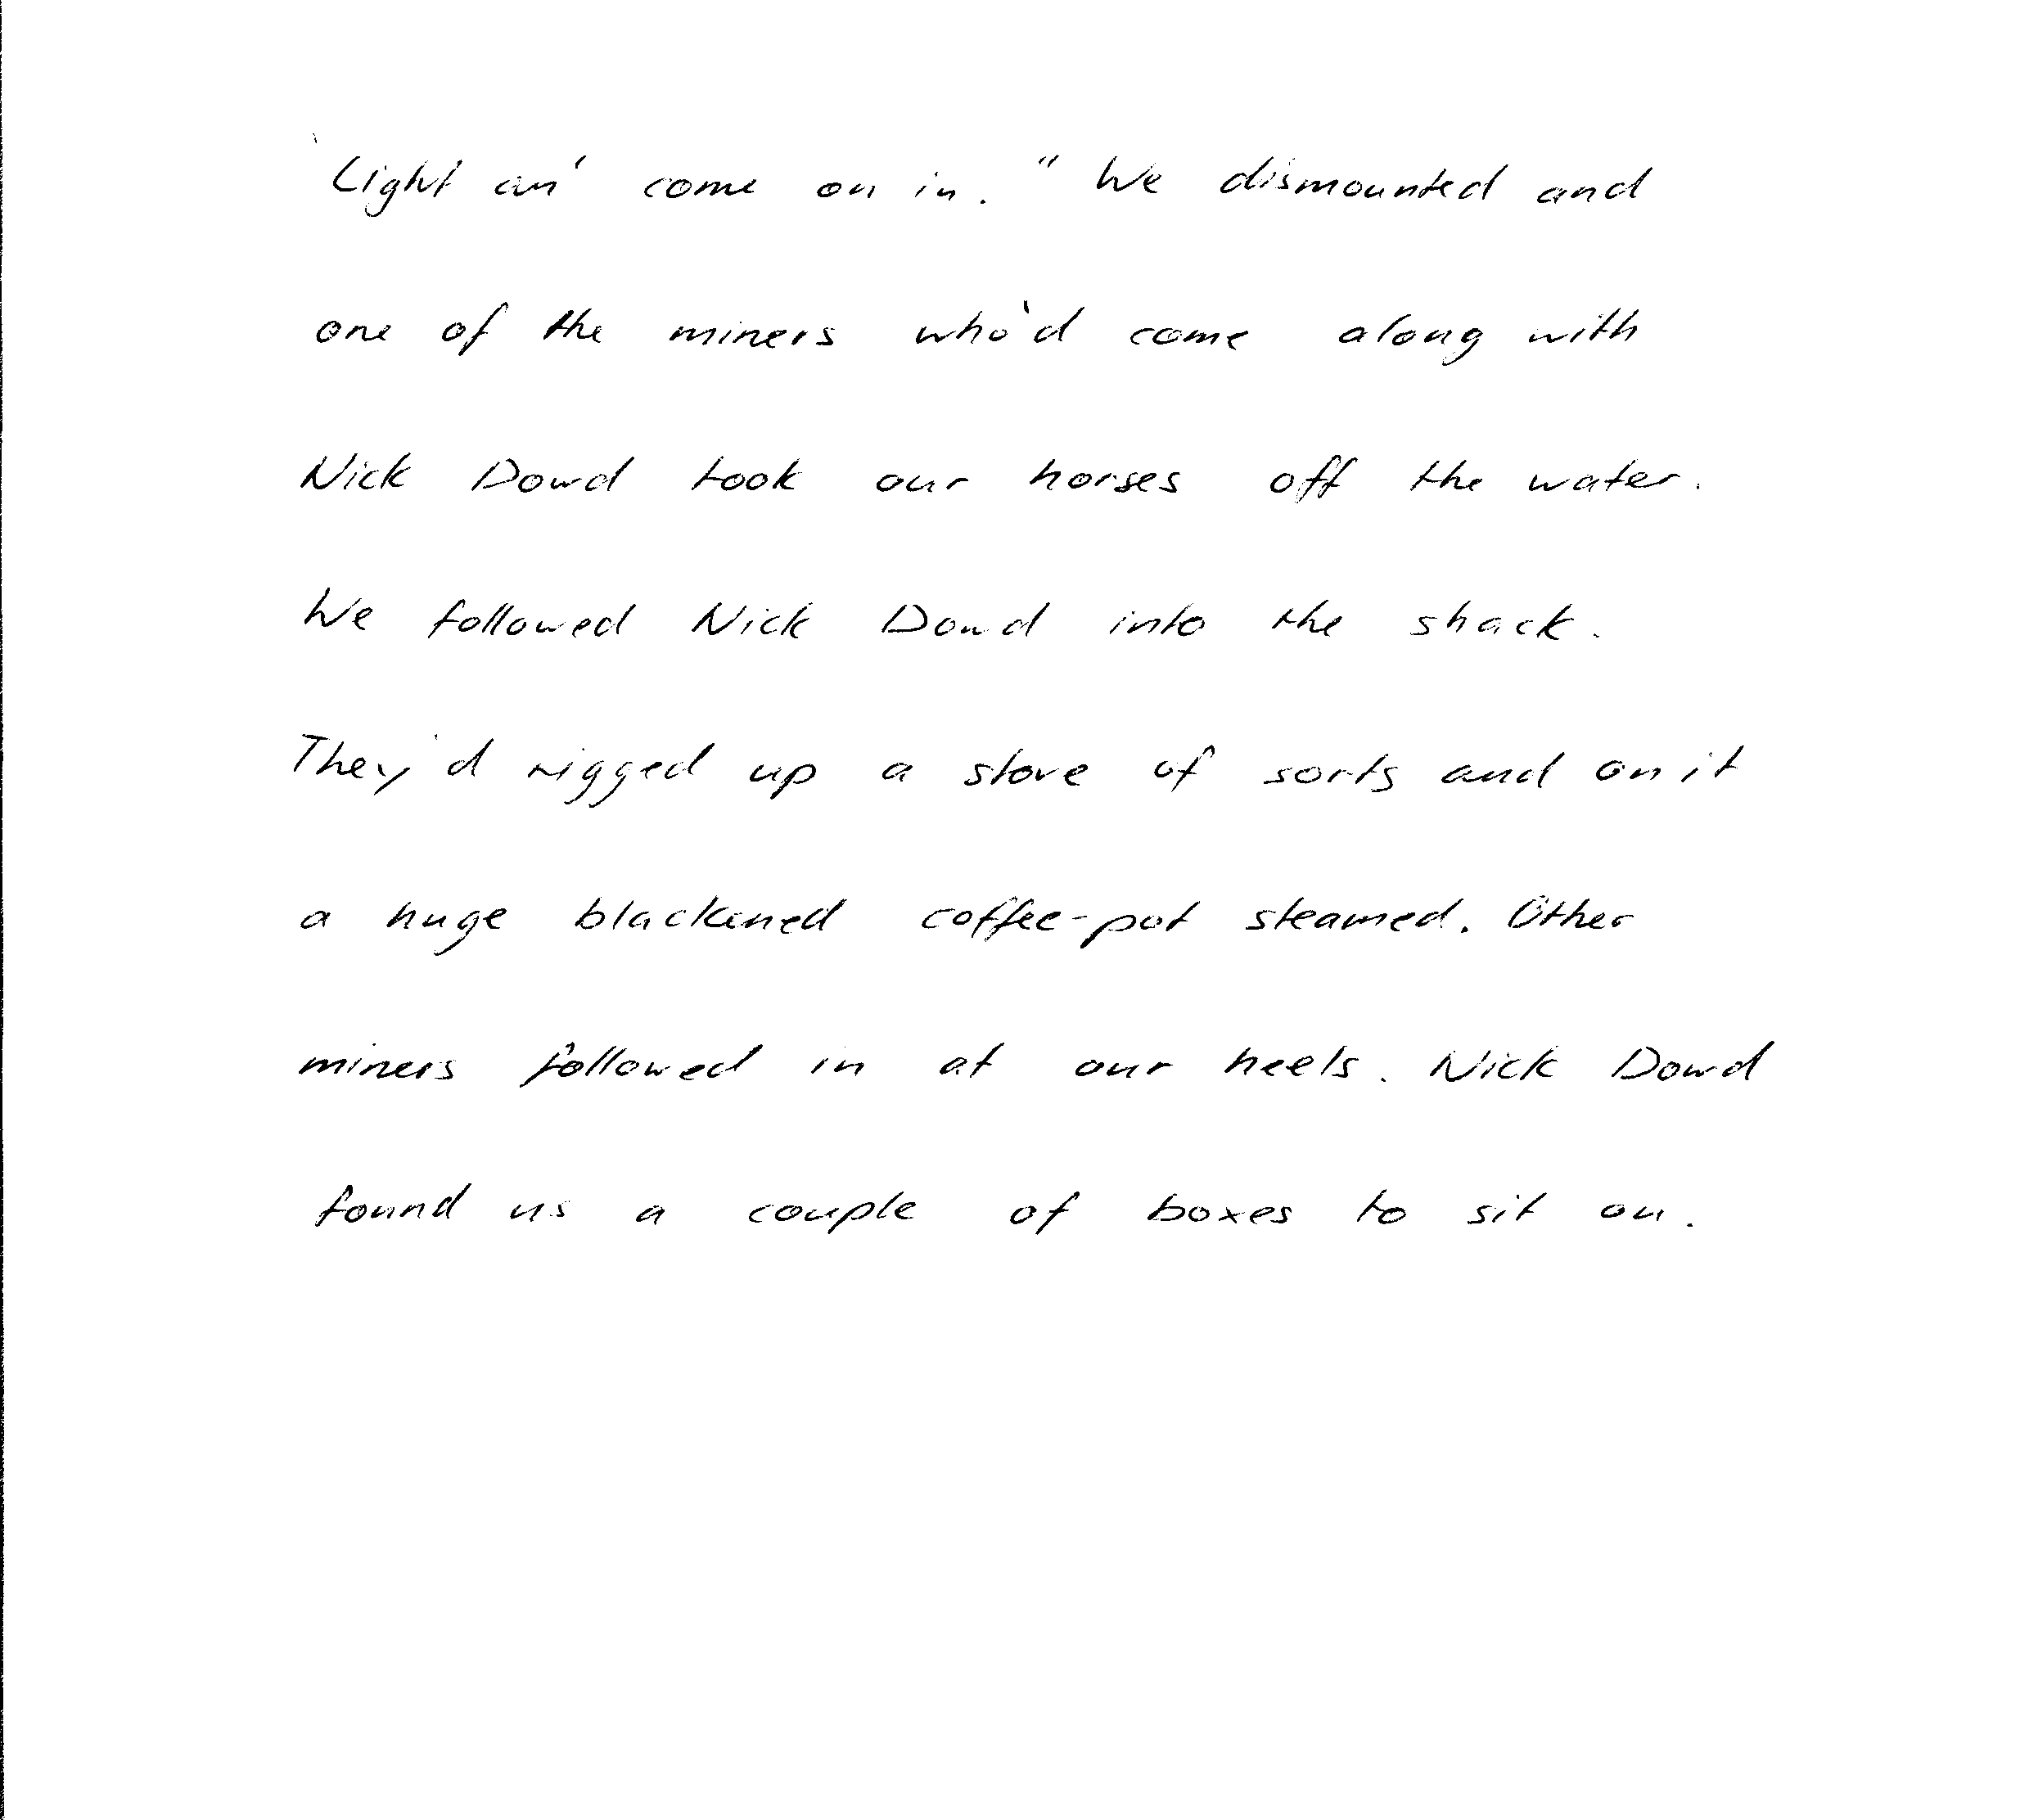 'Light an' come on in." We dismounted and
one of the miners who'd come along with
Nick Dowd took our horses off the water.
We followed Nick Dowd into the shack.
They'd rigged up a stove of sorts and on it
a huge blackened coffee-pot steamed. Other
miners followed in at our heels. Nick Dowd
found us a couple of boxes to sit on.